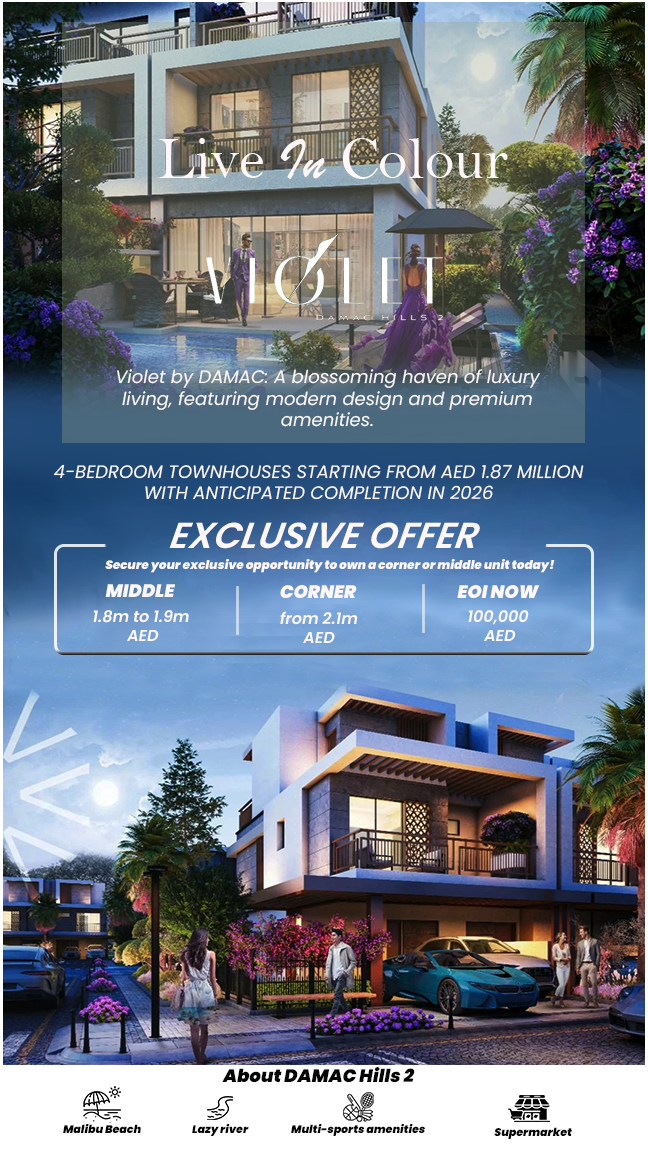 Live In Colour
VIOLET
DAMAC HILLS 2
Violet by DAMAC: A blossoming haven of luxury
living, featuring modern design and premium
amenities.
4-BEDROOM TOWNHOUSES STARTING FROM AED 1.87 MILLION
WITH ANTICIPATED COMPLETION IN 2026
EXCLUSIVE OFFER
Secure your exclusive opportunity to own a corner or middle unit today!
MIDDLE
1.8m to 1.9m
AED
CORNER
from 2.1m
AED
EOI NOW
100,000
AED
About DAMAC Hills 2
Malibu Beach
Lazy river
Multi-sports amenities
Supermarket